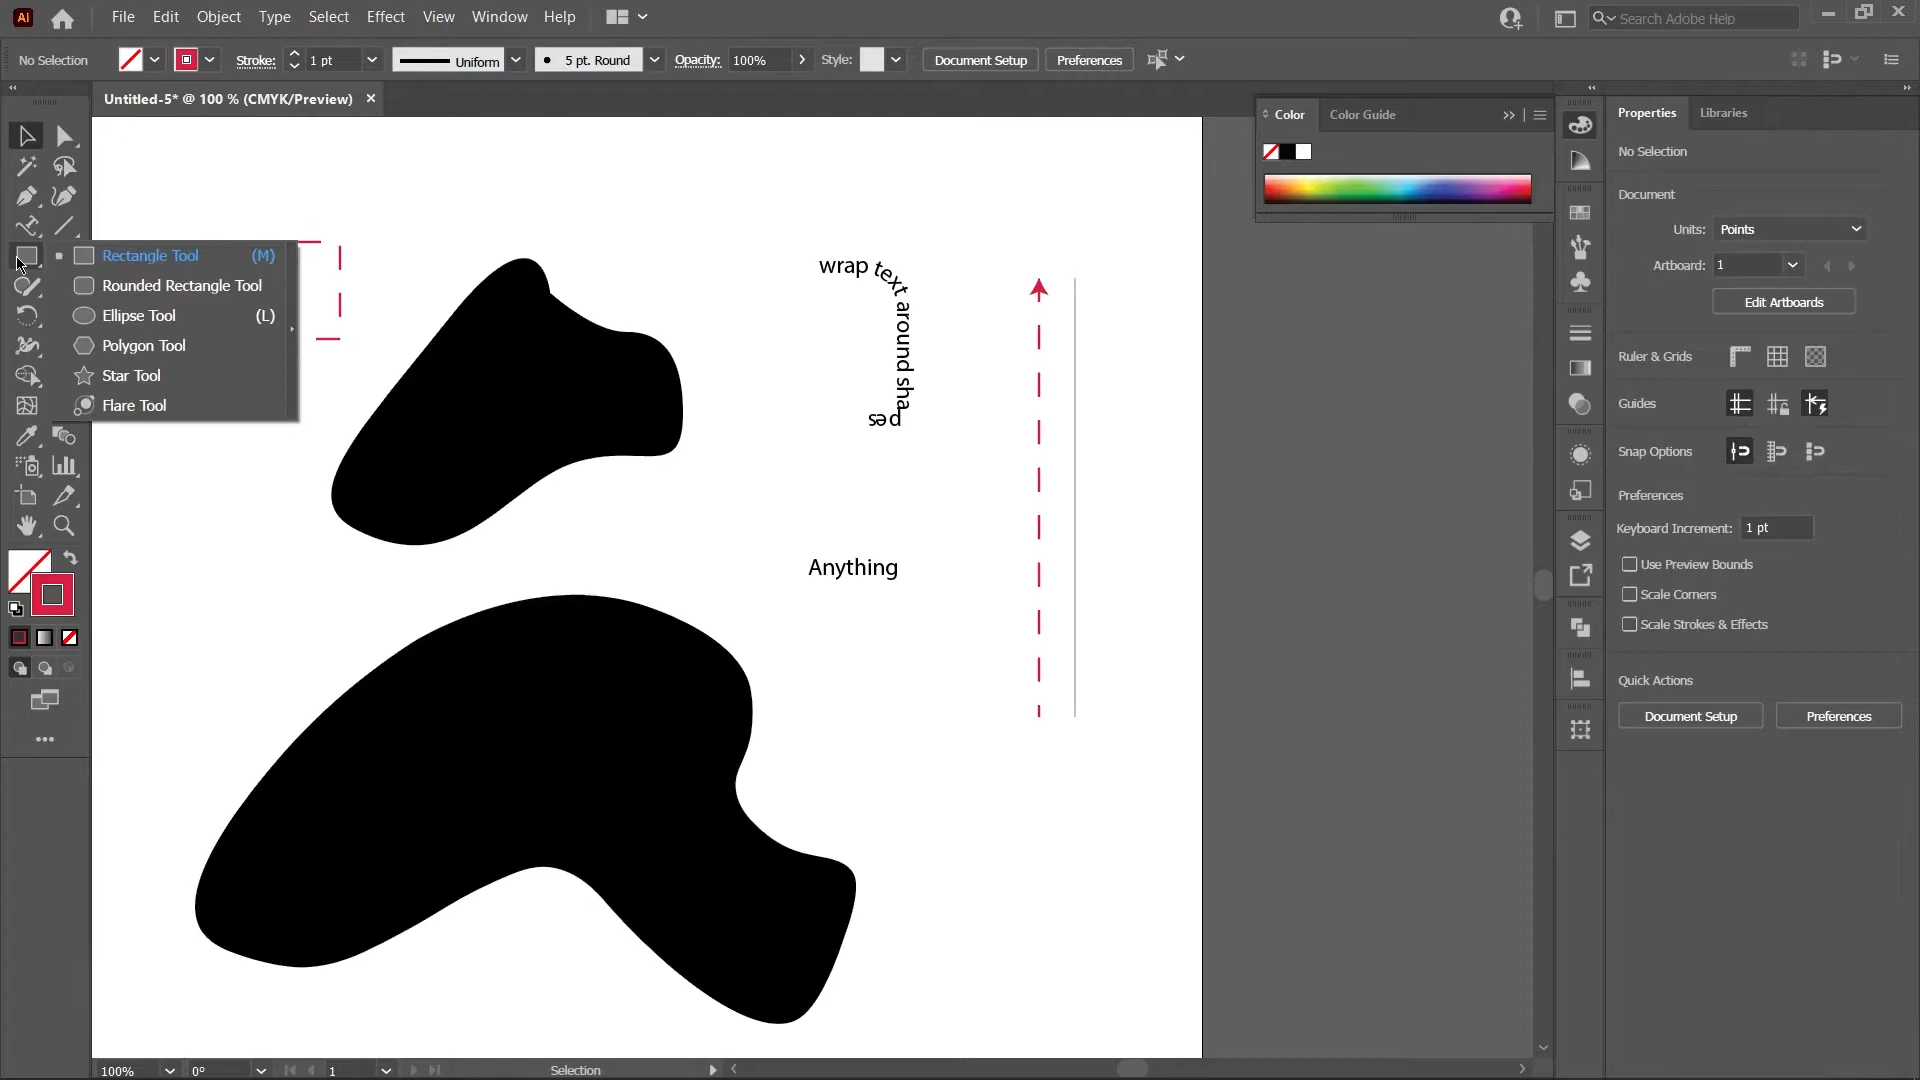 Ai File Edit Object Type Select Effect View Window Help Search Adobe Help
No Selection Stroke: 1 pt Uniform 5 pt. Round Opacity: 100% Style: Document Setup Preferences
Untitled-5* @ 100 % (CMYK/Preview)
Rectangle Tool (M)
Rounded Rectangle Tool
Ellipse Tool (L)
Polygon Tool
Star Tool
Flare Tool
wrap text around shapes
Anything
Color Color Guide
Properties Libraries
No Selection
Document
Units: Points
Artboard: 1
Edit Artboards
Ruler & Grids
Guides
Snap Options
Preferences
Keyboard Increment: 1 pt
Use Preview Bounds
Scale Corners
Scale Strokes & Effects
Quick Actions
Document Setup Preferences
100% 0° 1 Selection